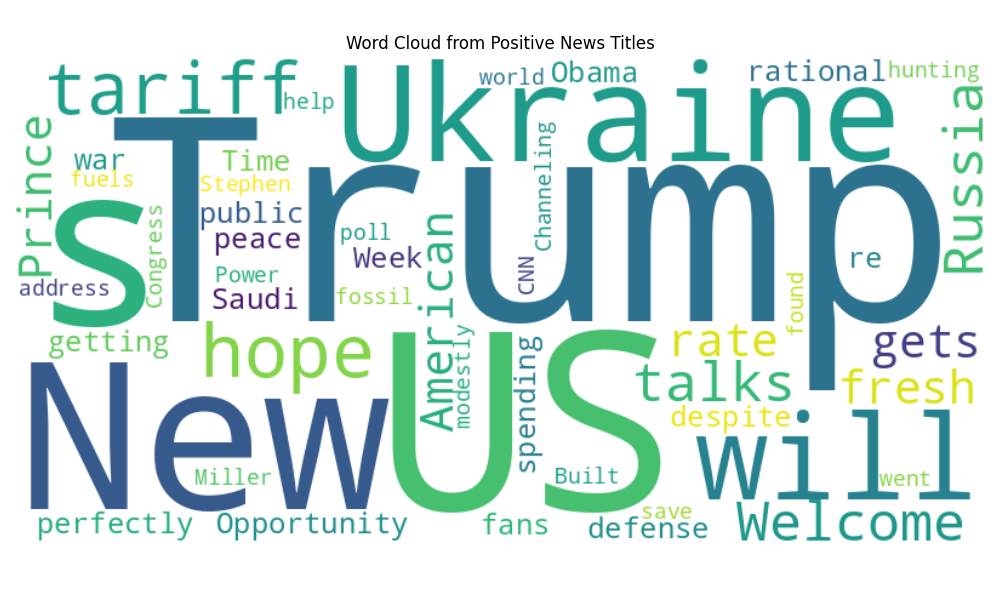 Word Cloud from Positive News Titles
tariff
help
Ukraine
world
Obama
rational
hunting
Prince
war
fuels
Time
Stephen
Trump
s
public
peace
poll
Week
Channeling
CNN
Russia
re
address
Congress
Power
Saudi
fossil
American
found
getting
hope
modestly
US
spending
rate
gets
talks
fresh
despite
New
will
Miller
Built
went
save
perfectly
Opportunity
fans
defense
Welcome